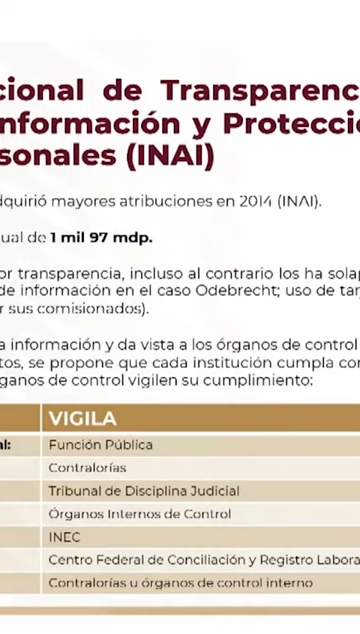 cional de Transparenc
nformación y Protecció
sonales (INAI)
dquirió mayores atribuciones en 2014 (INAI).
ual de 1 mil 97 mdp.
or transparencia, incluso al contrario los ha sola
de información en el caso Odebrecht; uso de tar
r sus comisionados).
a información y da vista a los órganos de control
tos, se propone que cada institución cumpla con
ganos de control vigilen su cumplimiento:
VIGILA
al: Función Pública
Contralorías
Tribunal de Disciplina Judicial
Órganos Internos de Control
INEC
Centro Federal de Conciliación y Registro Labora
Contralorías u órganos de control interno